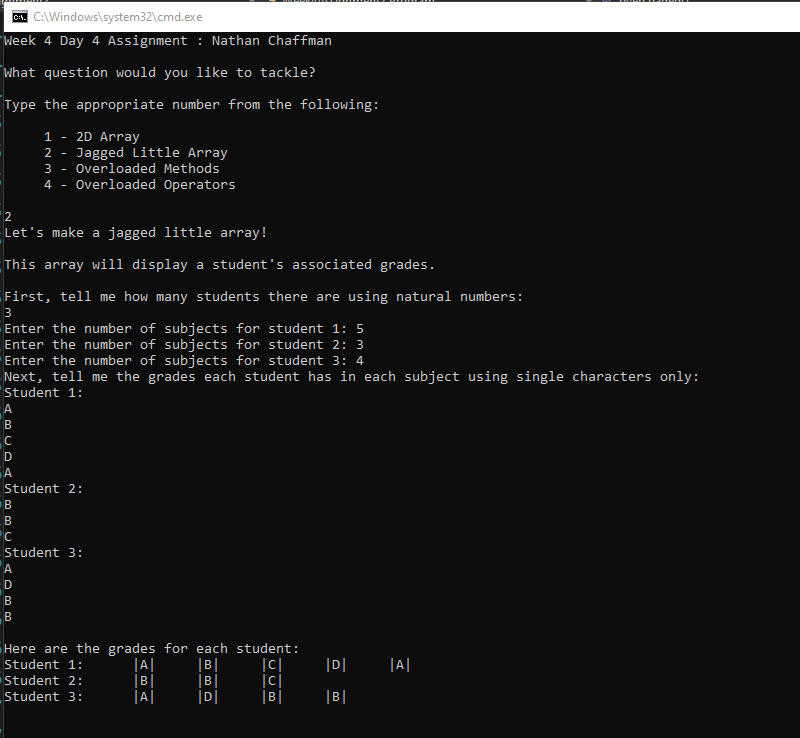 C:\Windows\system32\cmd.exe
Week 4 Day 4 Assignment : Nathan Chaffman
What question would you like to tackle?
Type the appropriate number from the following:
1 - 2D Array
2 - Jagged Little Array
3 - Overloaded Methods
4 - Overloaded Operators
2
Let's make a jagged little array!
This array will display a student's associated grades.
First, tell me how many students there are using natural numbers:
3
Enter the number of subjects for student 1: 5
Enter the number of subjects for student 2: 3
Enter the number of subjects for student 3: 4
Next, tell me the grades each student has in each subject using single characters only:
Student 1:
A
B
C
D
A
Student 2:
B
B
C
Student 3:
A
D
B
B
Here are the grades for each student:
Student 1: |A| |B| |C| |D| |A|
Student 2: |B| |B| |C|
Student 3: |A| |D| |B| |B|